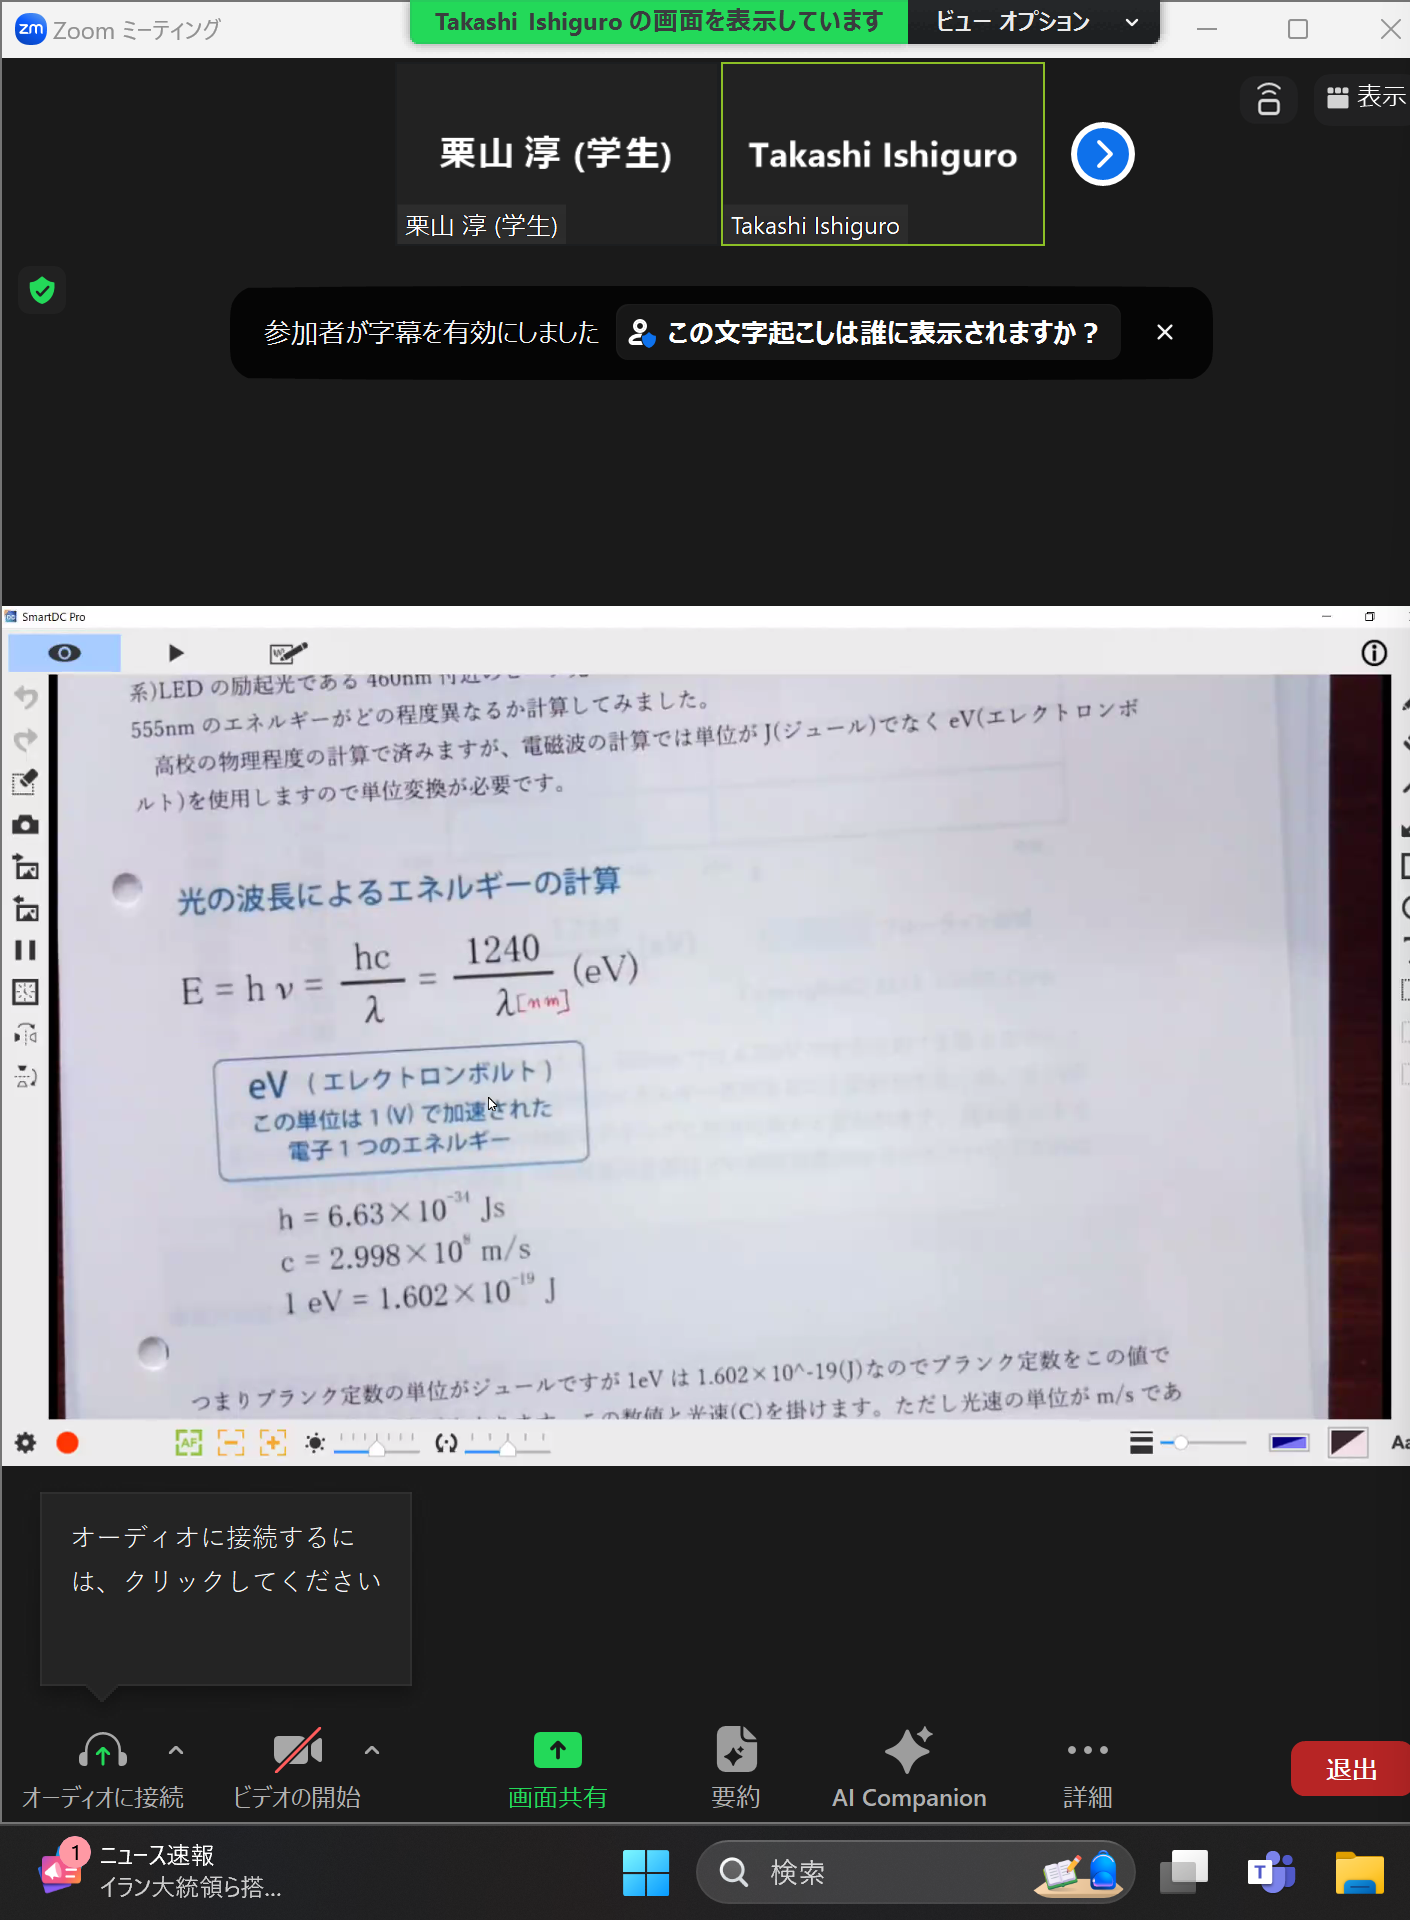 zm Zoom ミーティング
Takashi Ishiguro の画面を表示しています
ビュー オプション
表示
栗山 淳 (学生)
Takashi Ishiguro
栗山 淳 (学生)
Takashi Ishiguro
参加者が字幕を有効にしました
この文字起こしは誰に表示されますか？
SmartDC Pro
系)LED の励起光である 460nm 付近の
555nm のエネルギーがどの程度異なるか計算してみました。
高校の物理程度の計算で済みますが、電磁波の計算では単位が J(ジュール)でなく eV(エレクトロンボ
ルト)を使用しますので単位変換が必要です。
光の波長によるエネルギーの計算
E = h ν = hc/λ = 1240/λ[nm] (eV)
eV (エレクトロンボルト)
この単位は 1 (V) で加速された
電子 1 つのエネルギー
h = 6.63×10⁻³⁴ Js
c = 2.998×10⁸ m/s
1 eV = 1.602×10⁻¹⁹ J
つまりプランク定数の単位がジュールですが 1eV は 1.602×10^-19(J)なのでプランク定数をこの値で
この数値と光速(C)を掛けます。ただし光速の単位が m/s であ
AF
オーディオに接続するに
は、クリックしてください
オーディオに接続
ビデオの開始
画面共有
要約
AI Companion
詳細
退出
1
ニュース速報
イラン大統領ら搭...
検索
T